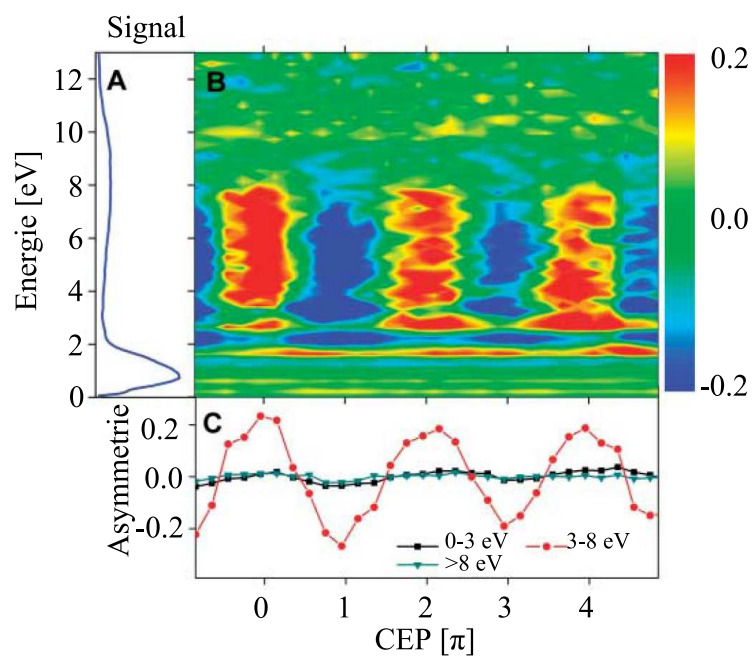 Signal
A
B
12
10
8
6
4
2
0
Energie [eV]
0.2
0.0
-0.2
C
0.2
0.0
-0.2
Asymmetrie
0-3 eV
3-8 eV
>8 eV
0 1 2 3 4
CEP [π]